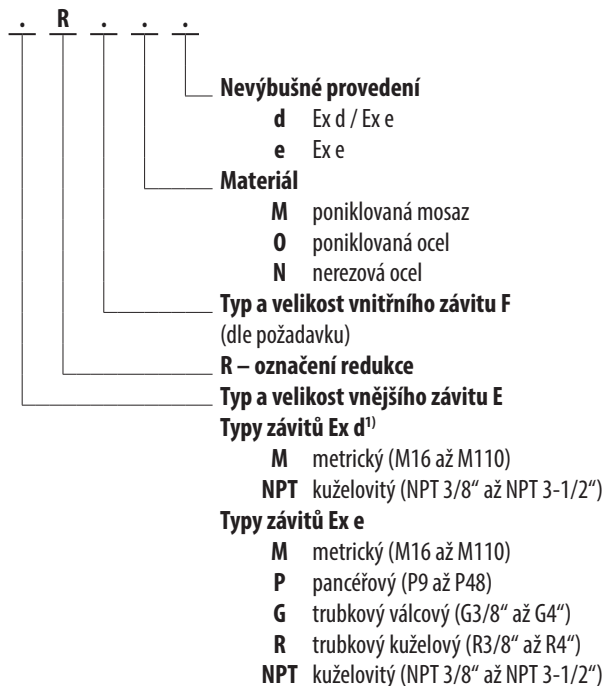 . R . . .
Nevýbušné provedení
d Ex d / Ex e
e Ex e
Materiál
M poniklovaná mosaz
O poniklovaná ocel
N nerezová ocel
Typ a velikost vnitřního závitu F
(dle požadavku)
R – označení redukce
Typ a velikost vnějšího závitu E
Typy závitů Ex d¹⁾
M metrický (M16 až M110)
NPT kuželovitý (NPT 3/8“ až NPT 3-1/2“)
Typy závitů Ex e
M metrický (M16 až M110)
P pancéřový (P9 až P48)
G trubkový válcový (G3/8“ až G4“)
R trubkový kuželový (R3/8“ až R4“)
NPT kuželovitý (NPT 3/8“ až NPT 3-1/2“)